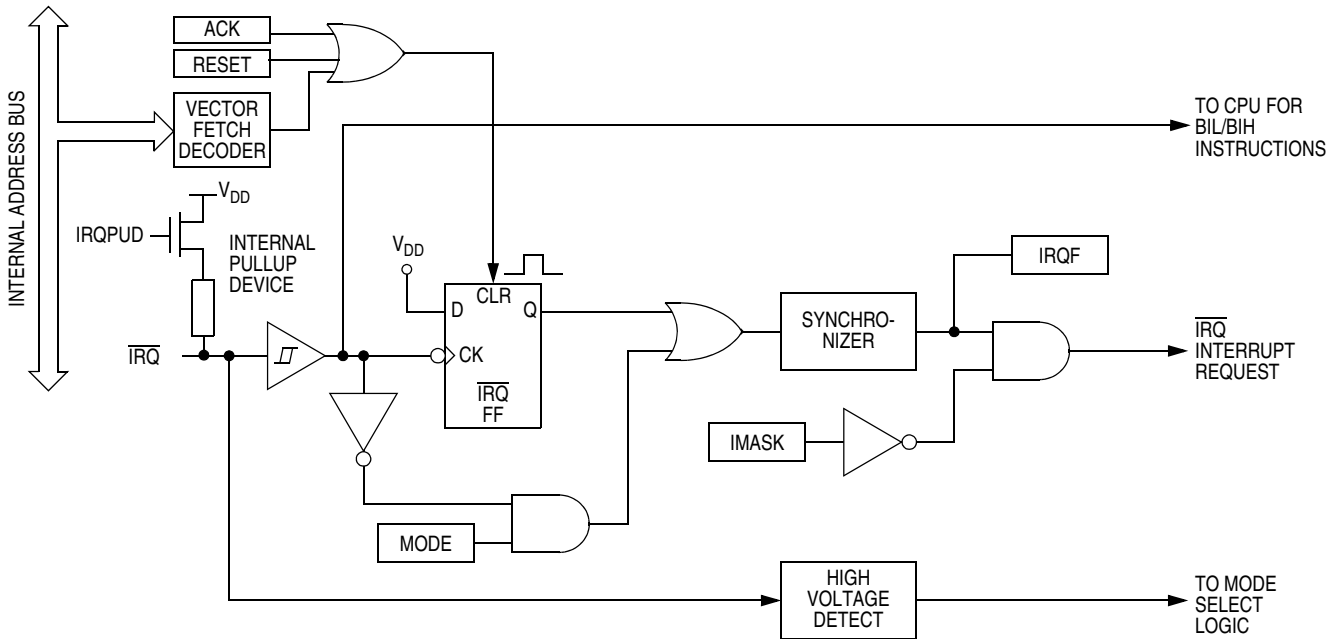 INTERNAL ADDRESS BUS
ACK
RESET
VECTOR
FETCH
DECODER
TO CPU FOR
BIL/BIH
INSTRUCTIONS
VDD
IRQPUD
INTERNAL
PULLUP
DEVICE
VDD
D
CLR
Q
CK
IRQ
FF
IRQ
SYNCHRO-
NIZER
IRQF
IRQ
INTERRUPT
REQUEST
IMASK
MODE
HIGH
VOLTAGE
DETECT
TO MODE
SELECT
LOGIC